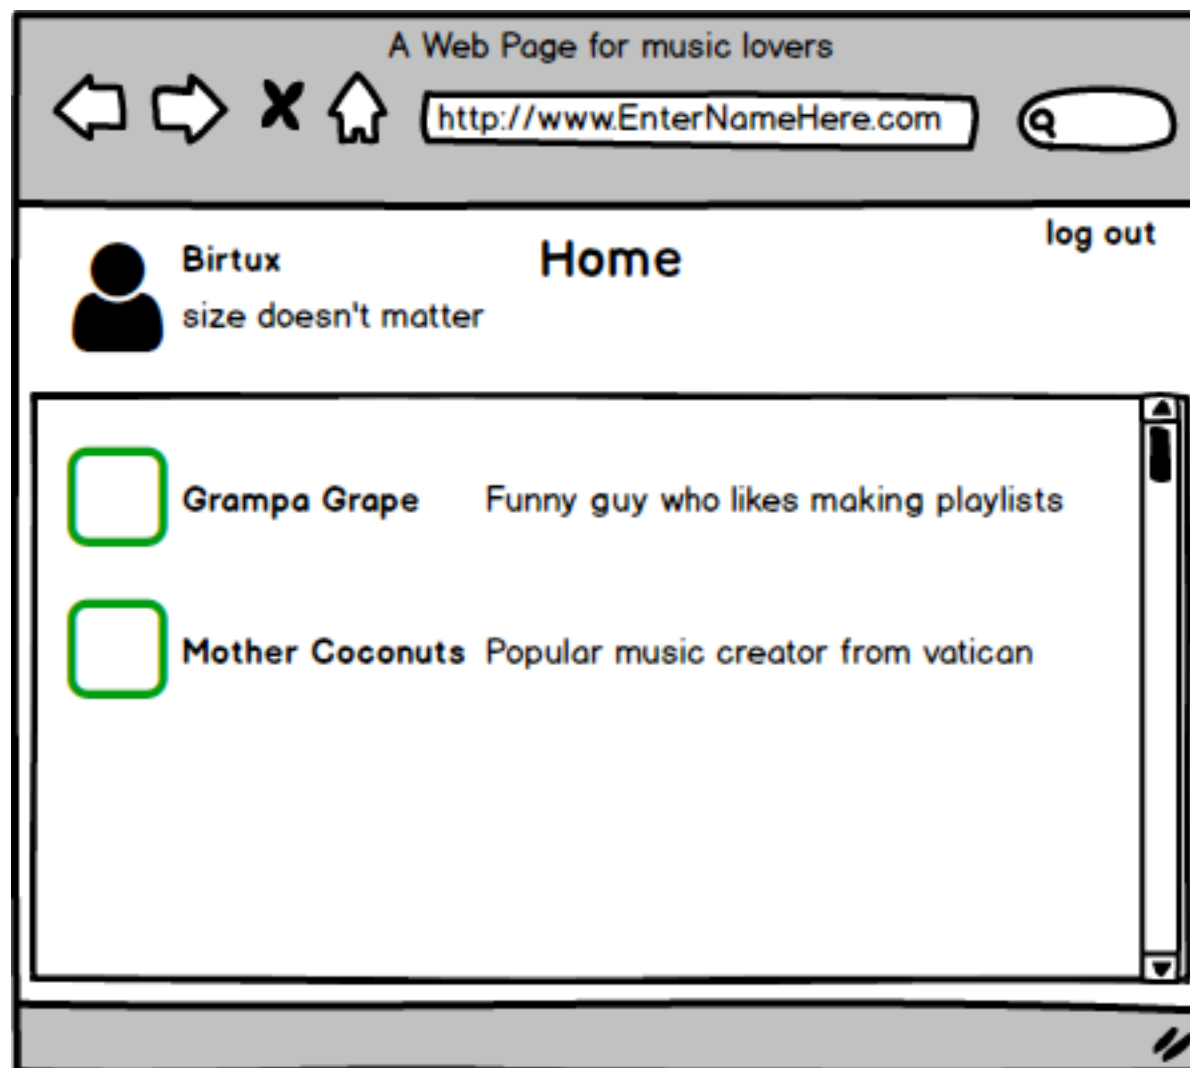 A Web Page for music lovers
http://www.EnterNameHere.com
log out
Birtux
Home
size doesn't matter
Grampa Grape Funny guy who likes making playlists
Mother Coconuts Popular music creator from vatican